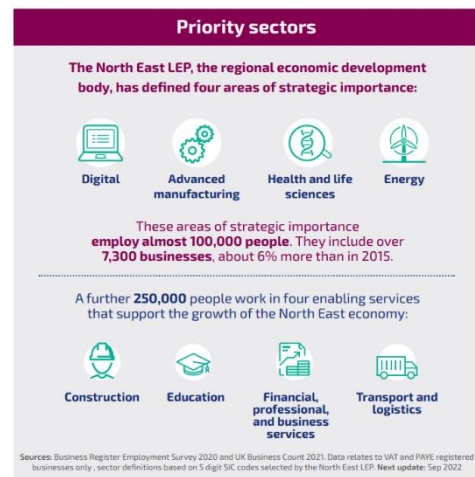 Priority sectors
The North East LEP, the regional economic development
body, has defined four areas of strategic importance:
Digital
Advanced
manufacturing
Health and life
sciences
Energy
These areas of strategic importance
employ almost 100,000 people. They include over
7,300 businesses, about 6% more than in 2015.
A further 250,000 people work in four enabling services
that support the growth of the North East economy:
Construction
Education
Financial,
professional,
and business
services
Transport and
logistics
Sources: Business Register Employment Survey 2020 and UK Business Count 2021. Data relates to VAT and PAYE registered
businesses only , sector definitions based on 5 digit SIC codes selected by the North East LEP. Next update: Sep 2022